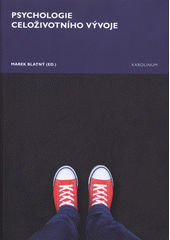 PSYCHOLOGIE
CELOŽIVOTNÍHO VÝVOJE
MAREK BLATNÝ (ED.)
KAROLINUM